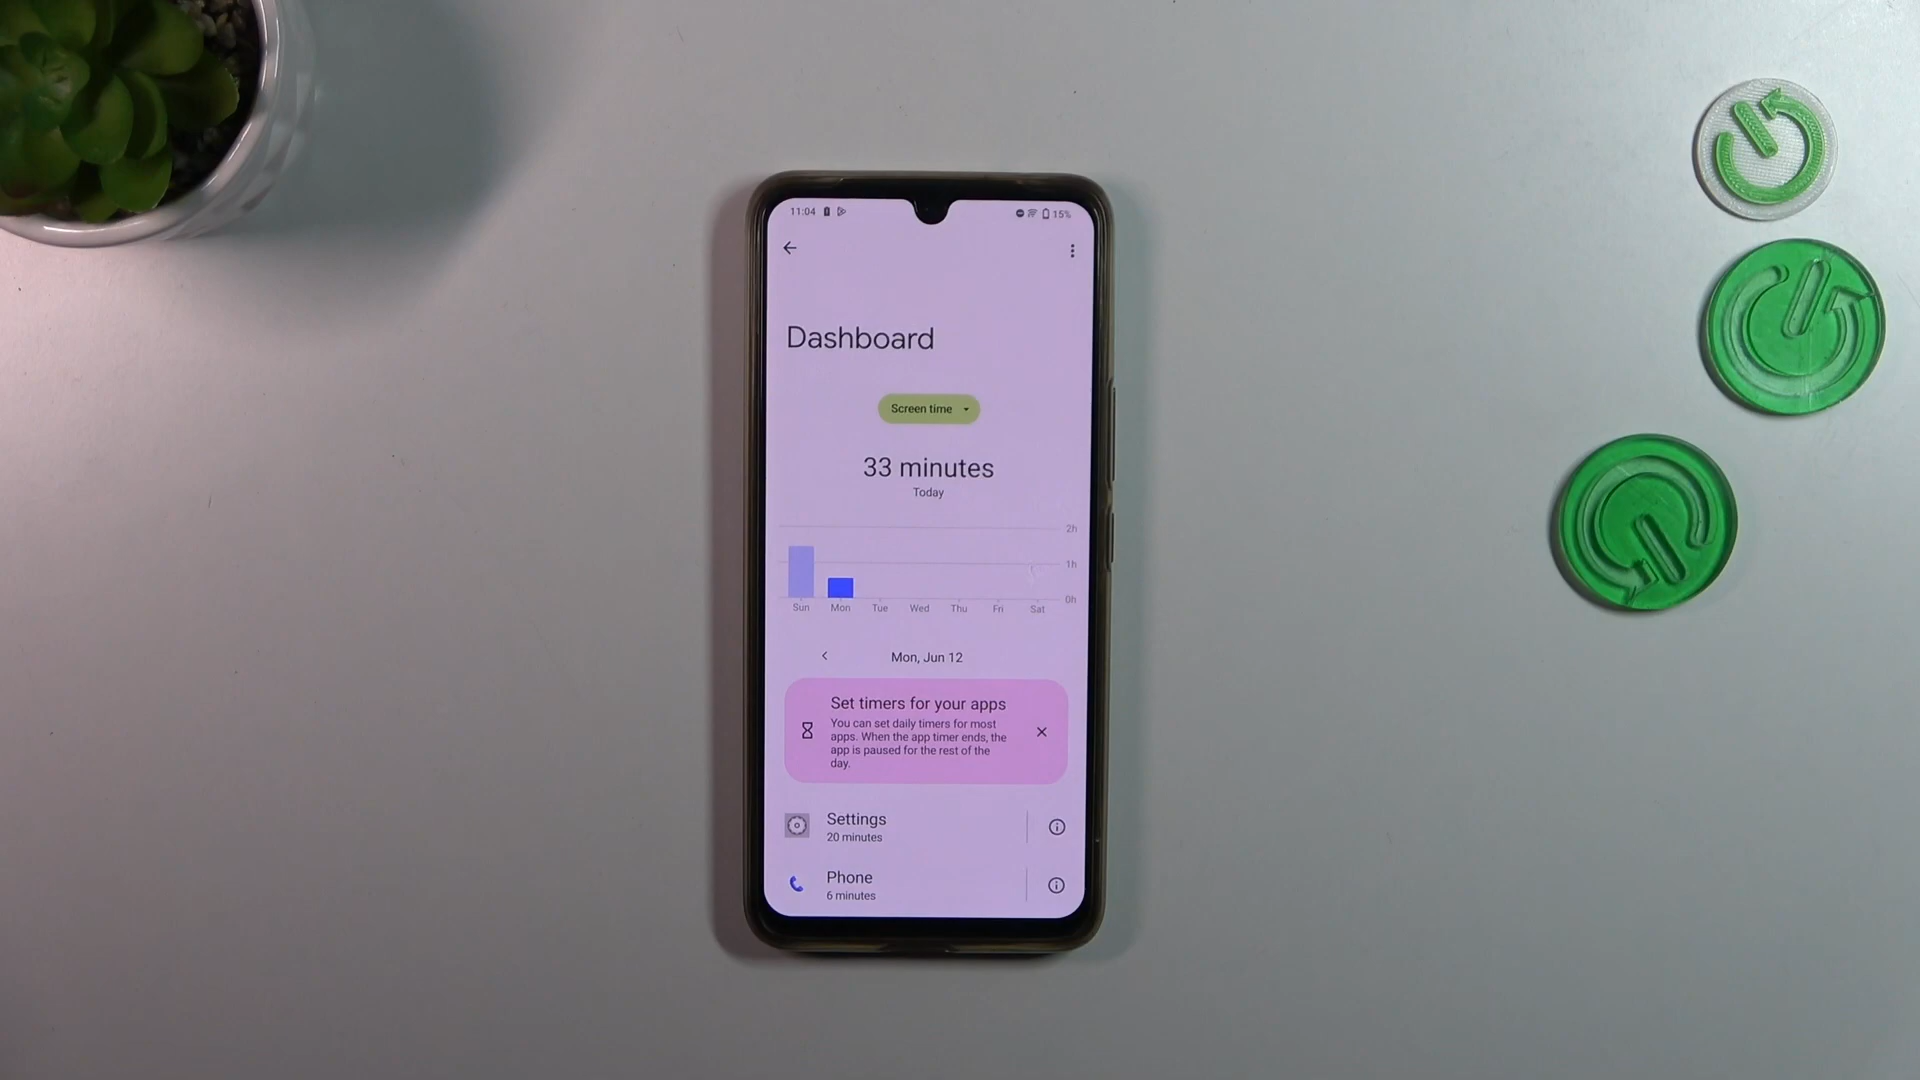 11:04 15%
Dashboard
Screen time
33 minutes
Today
2h
1h
0h
Sun Mon Tue Wed Thu Fri Sat
Mon, Jun 12
Set timers for your apps
You can set daily timers for most
apps. When the app timer ends, the
app is paused for the rest of the
day.
Settings
20 minutes
Phone
6 minutes